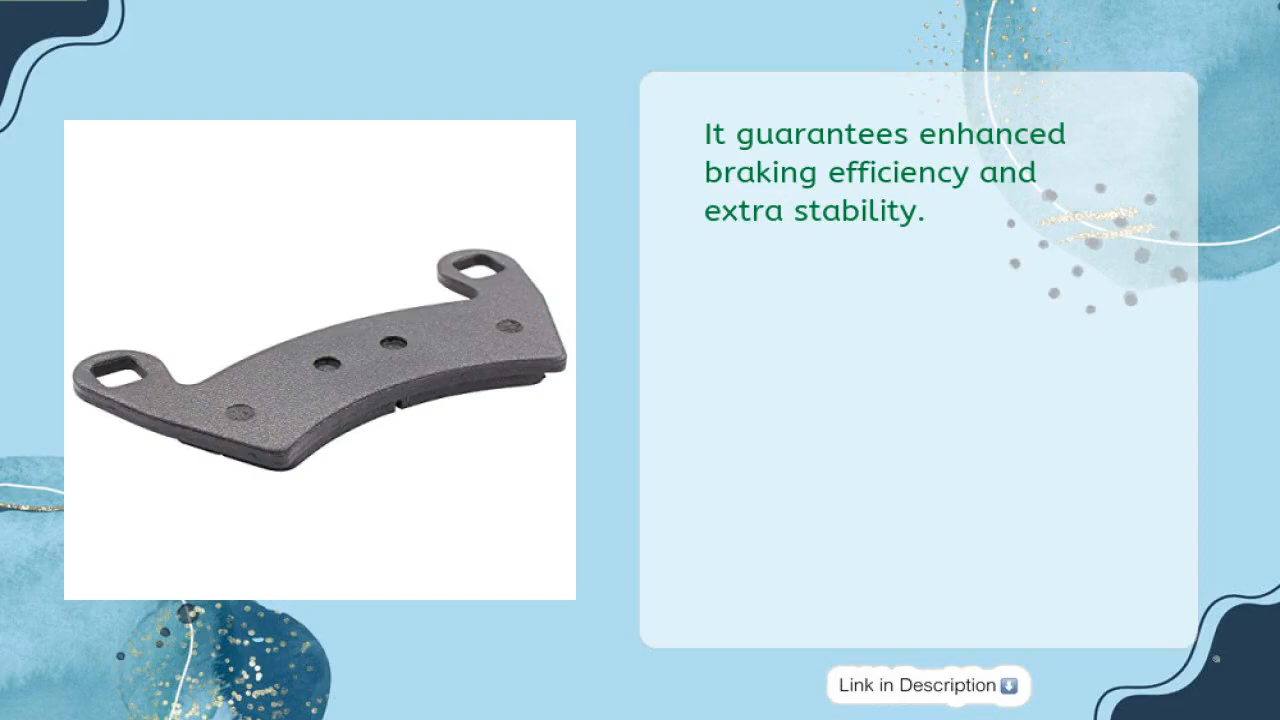 It guarantees enhanced
braking efficiency and
extra stability.
Link in Description ⬇️